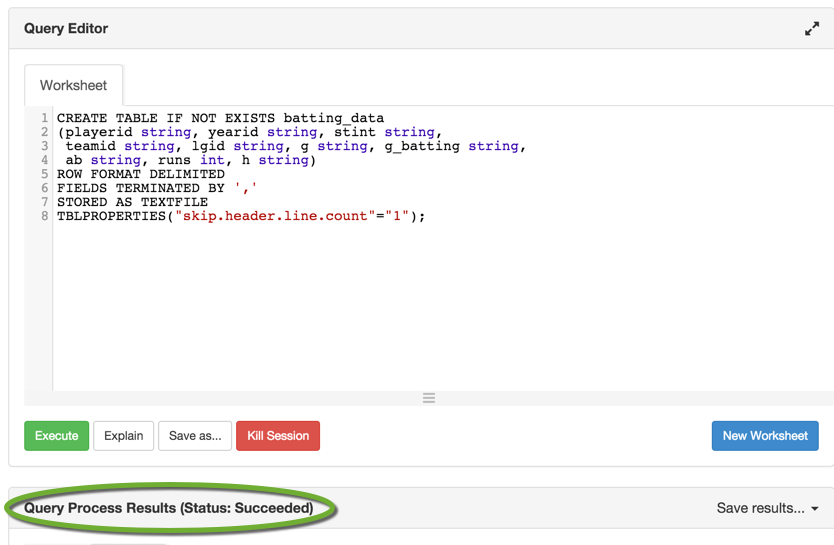 Query Editor
Worksheet
1 CREATE TABLE IF NOT EXISTS batting_data
2 (playerid string, yearid string, stint string,
3 teamid string, lgid string, g string, g_batting string,
4 ab string, runs int, h string)
5 ROW FORMAT DELIMITED
6 FIELDS TERMINATED BY ','
7 STORED AS TEXTFILE
8 TBLPROPERTIES("skip.header.line.count"="1");
Execute Explain Save as... Kill Session New Worksheet
Query Process Results (Status: Succeeded) Save results...